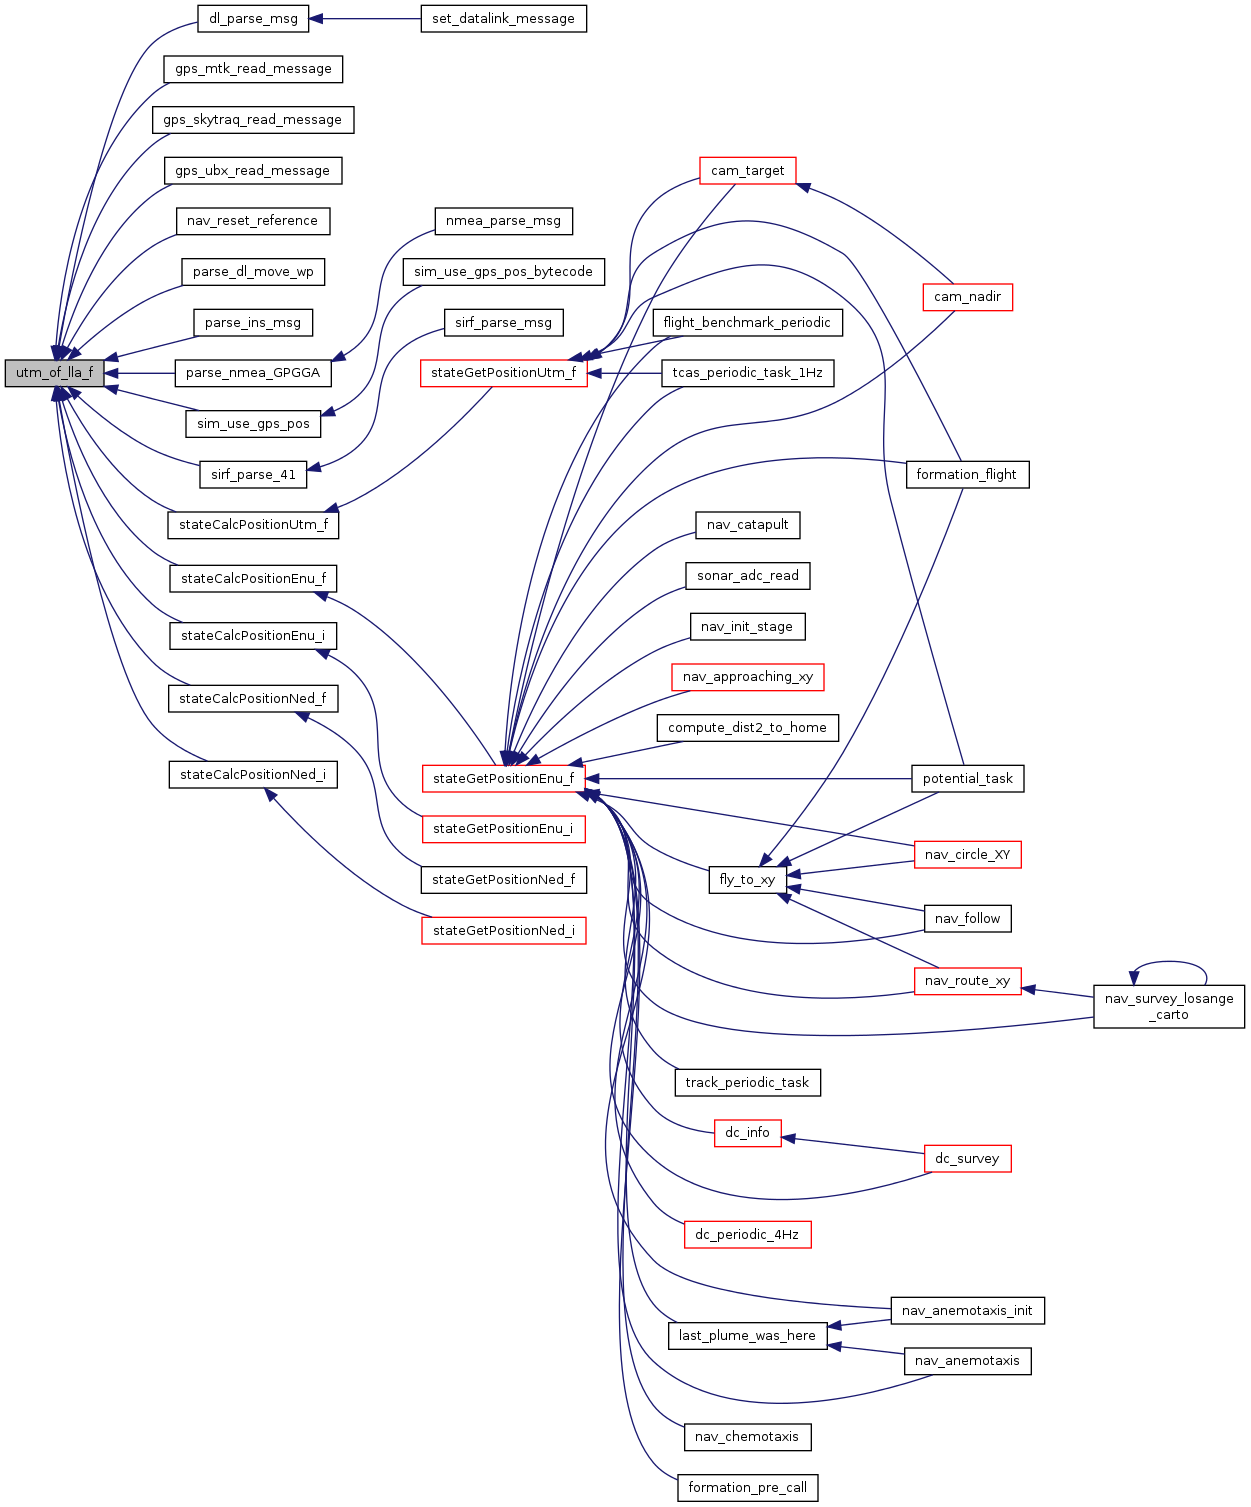 dl_parse_msg
set_datalink_message
gps_mtk_read_message
gps_skytraq_read_message
gps_ubx_read_message
cam_target
nav_reset_reference
nmea_parse_msg
parse_dl_move_wp
sim_use_gps_pos_bytecode
cam_nadir
parse_ins_msg
sirf_parse_msg
flight_benchmark_periodic
utm_of_lla_f
parse_nmea_GPGGA
stateGetPositionUtm_f
tcas_periodic_task_1Hz
sim_use_gps_pos
sirf_parse_41
formation_flight
stateCalcPositionUtm_f
nav_catapult
stateCalcPositionEnu_f
sonar_adc_read
stateCalcPositionEnu_i
nav_init_stage
nav_approaching_xy
stateCalcPositionNed_f
compute_dist2_to_home
stateCalcPositionNed_i
stateGetPositionEnu_f
potential_task
stateGetPositionEnu_i
nav_circle_XY
stateGetPositionNed_f
fly_to_xy
nav_follow
stateGetPositionNed_i
nav_route_xy
nav_survey_losange
_carto
track_periodic_task
dc_info
dc_survey
dc_periodic_4Hz
nav_anemotaxis_init
last_plume_was_here
nav_anemotaxis
nav_chemotaxis
formation_pre_call